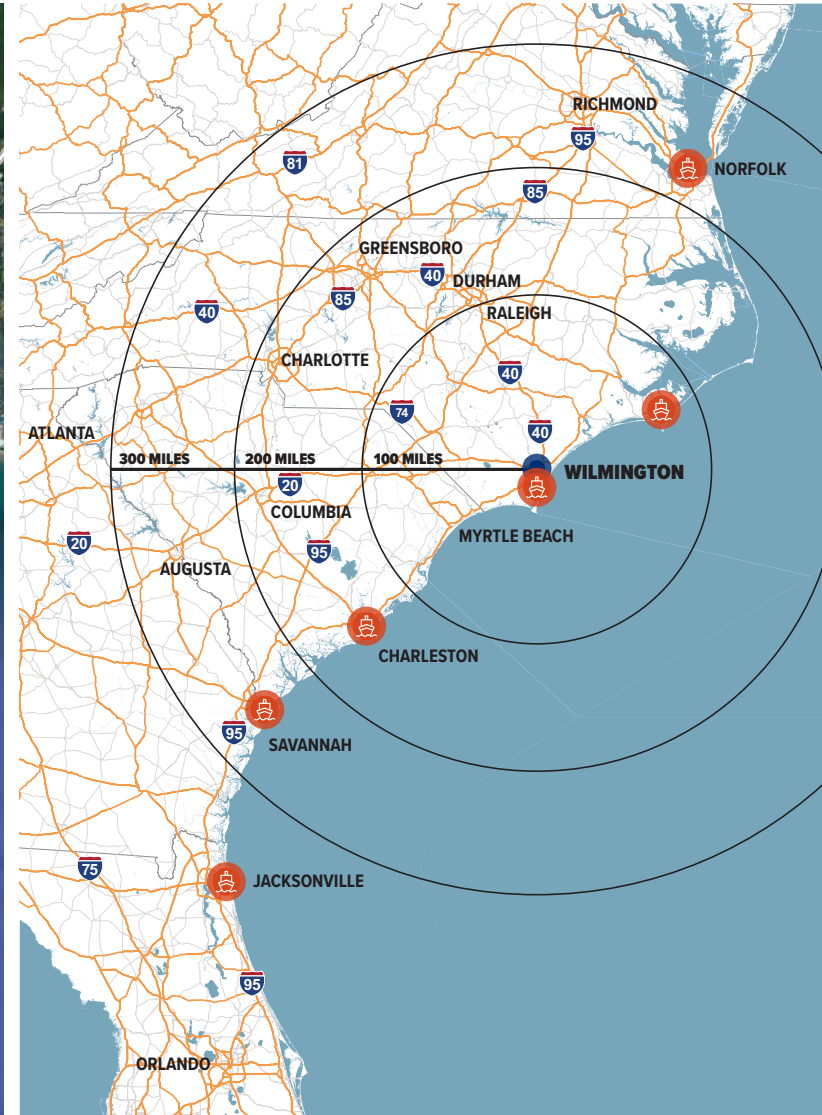 RICHMOND
95
81
NORFOLK
85
GREENSBORO
40
DURHAM
85
40
RALEIGH
CHARLOTTE
40
74
ATLANTA
40
300 MILES
200 MILES
100 MILES
WILMINGTON
20
COLUMBIA
MYRTLE BEACH
20
95
AUGUSTA
CHARLESTON
95
SAVANNAH
75
JACKSONVILLE
95
ORLANDO